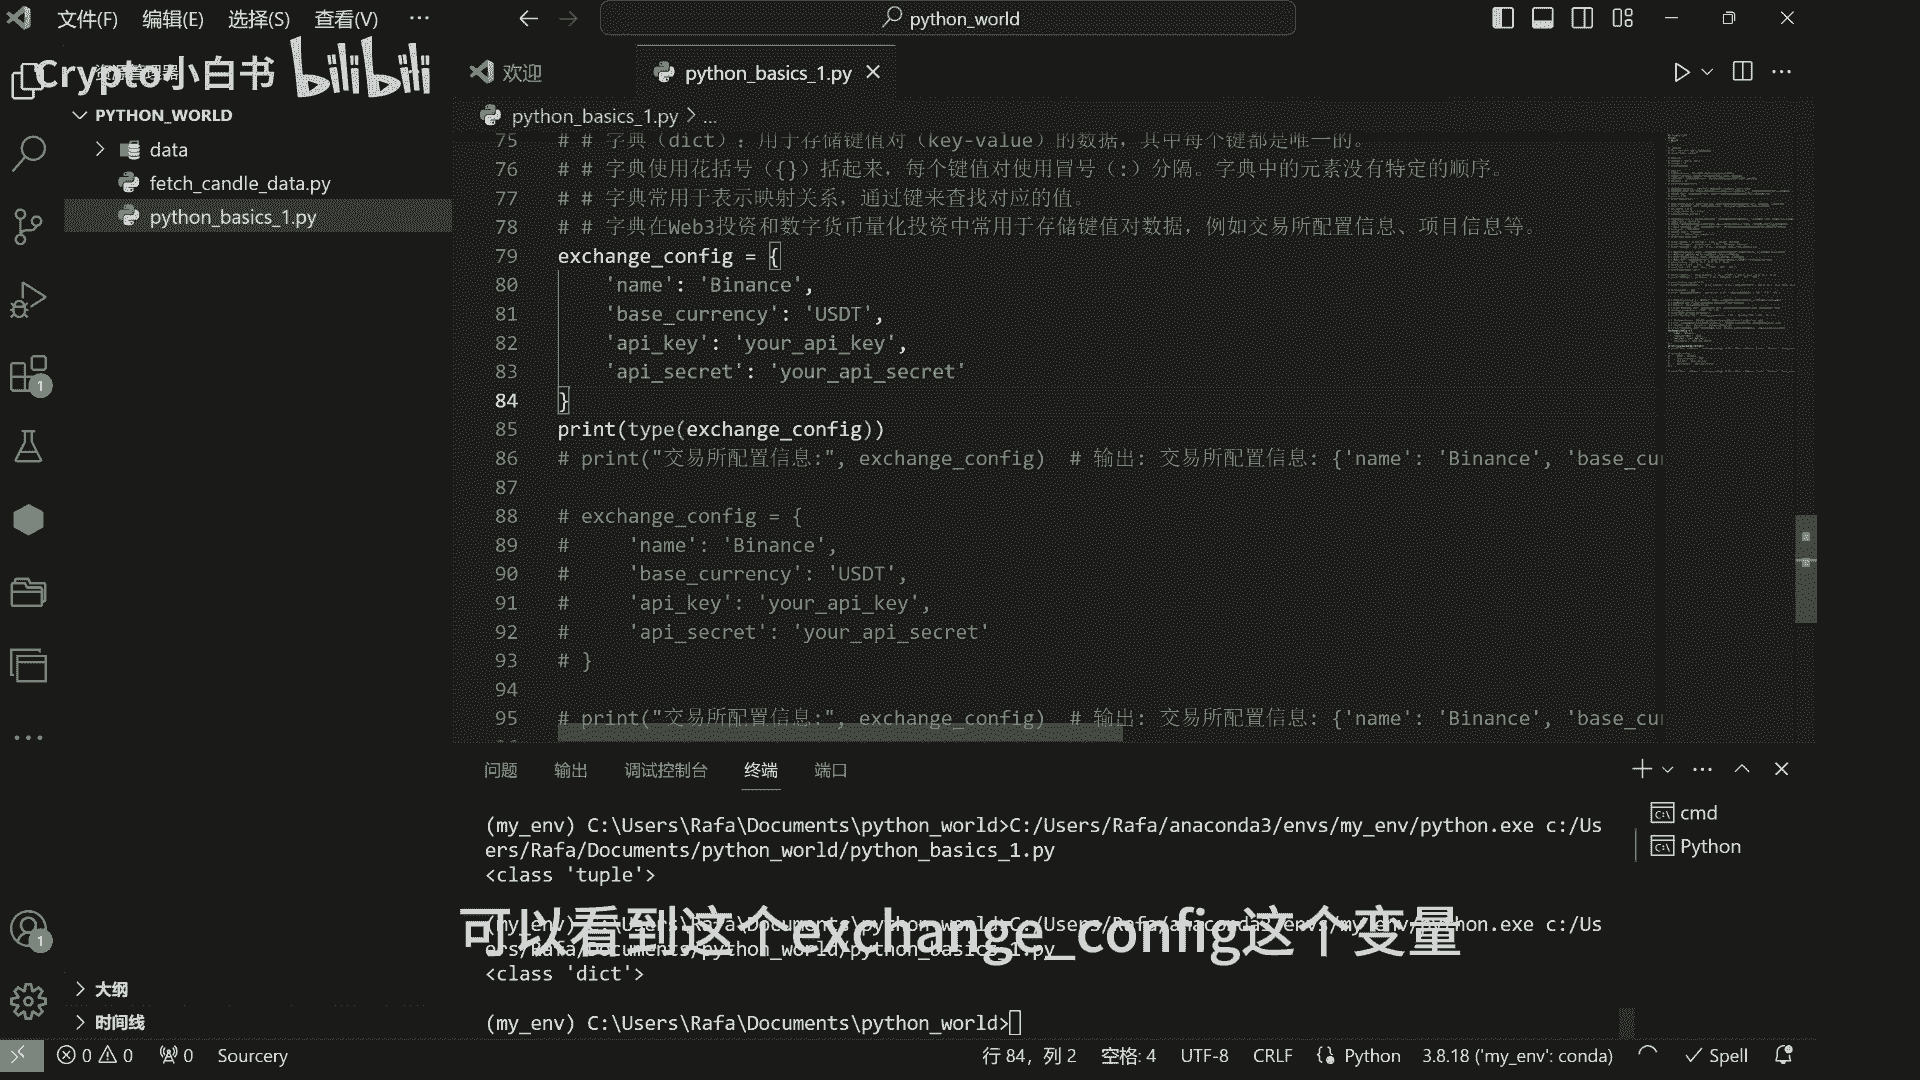 文件(F) 编辑(E) 选择(S) 查看(V) ··· python_world
Crypto小白书 bilibili
资源管理器
欢迎 python_basics_1.py
PYTHON_WORLD
data
fetch_candle_data.py
python_basics_1.py
python_basics_1.py > ...
75 # # 字典（dict）：用于存储键值对（key-value）的数据，其中每个键都是唯一的。
76 # # 字典使用花括号（{}）括起来，每个键值对使用冒号（:）分隔。字典中的元素没有特定的顺序。
77 # # 字典常用于表示映射关系，通过键来查找对应的值。
78 # # 字典在Web3投资和数字货币量化投资中常用于存储键值对数据，例如交易所配置信息、项目信息等。
79 exchange_config = {
80 'name': 'Binance',
81 'base_currency': 'USDT',
82 'api_key': 'your_api_key',
83 'api_secret': 'your_api_secret'
84 }
85 print(type(exchange_config))
86 # print("交易所配置信息:", exchange_config)  # 输出: 交易所配置信息: {'name': 'Binance', 'base_cu
87
88 # exchange_config = {
89 #     'name': 'Binance',
90 #     'base_currency': 'USDT',
91 #     'api_key': 'your_api_key',
92 #     'api_secret': 'your_api_secret'
93 # }
94
95 # print("交易所配置信息:", exchange_config)  # 输出: 交易所配置信息: {'name': 'Binance', 'base_cu
问题 输出 调试控制台 终端 端口
cmd
Python
(my_env) C:\Users\Rafa\Documents\python_world>C:/Users/Rafa/anaconda3/envs/my_env/python.exe c:/Us
ers/Rafa/Documents/python_world/python_basics_1.py
<class 'tuple'>
(my_env) C:\Users\Rafa\Documents\python_world>C:/Users/Rafa/anaconda3/envs/my_env/python.exe c:/Us
ers/Rafa/Documents/python_world/python_basics_1.py
可以看到这个 exchange_config这个变量
<class 'dict'>
(my_env) C:\Users\Rafa\Documents\python_world>
大纲
时间线
0 0 0 Sourcery 行 84，列 2 空格: 4 UTF-8 CRLF Python 3.8.18 ('my_env': conda) Spell